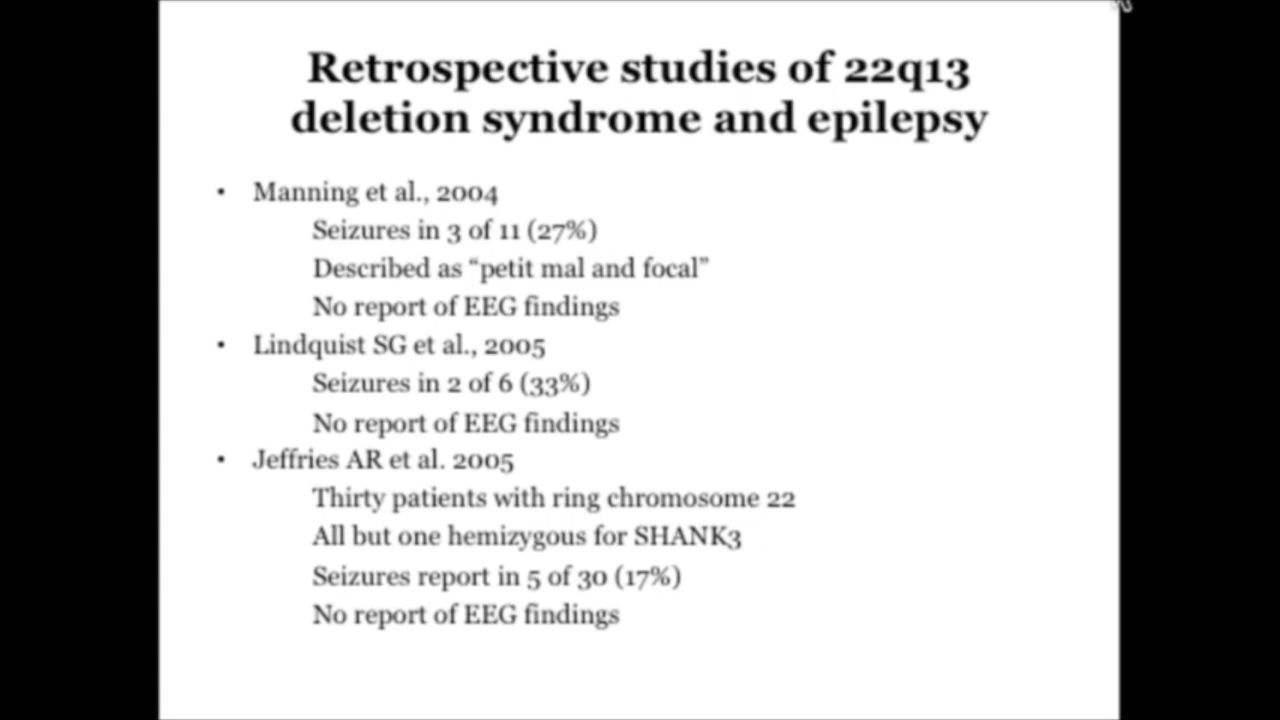 Retrospective studies of 22q13
deletion syndrome and epilepsy
• Manning et al., 2004
Seizures in 3 of 11 (27%)
Described as “petit mal and focal”
No report of EEG findings
• Lindquist SG et al., 2005
Seizures in 2 of 6 (33%)
No report of EEG findings
• Jeffries AR et al. 2005
Thirty patients with ring chromosome 22
All but one hemizygous for SHANK3
Seizures report in 5 of 30 (17%)
No report of EEG findings